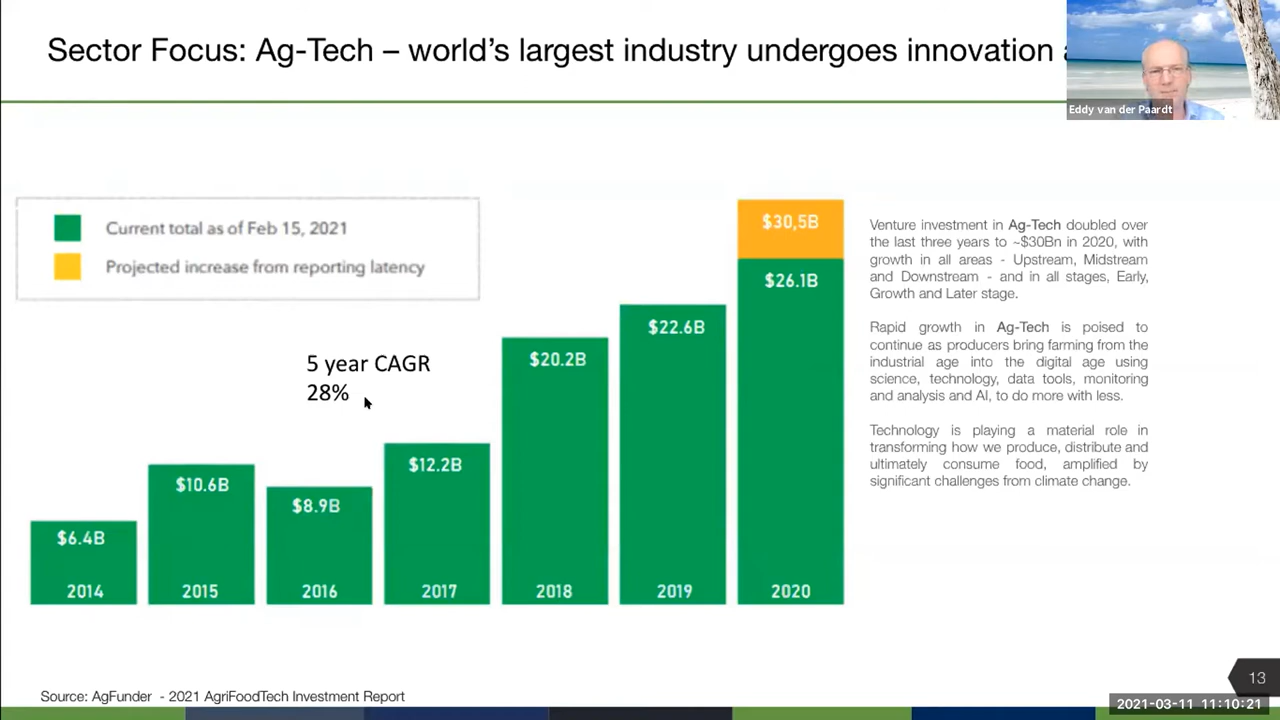 Sector Focus: Ag-Tech – world's largest industry undergoes innovation
Eddy van der Paardt
Current total as of Feb 15, 2021
Projected increase from reporting latency
5 year CAGR
28%
$6.4B
2014
$10.6B
2015
$8.9B
2016
$12.2B
2017
$20.2B
2018
$22.6B
2019
$30,5B
$26.1B
2020
Venture investment in Ag-Tech doubled over
the last three years to ~$30Bn in 2020, with
growth in all areas - Upstream, Midstream
and Downstream - and in all stages, Early,
Growth and Later stage.
Rapid growth in Ag-Tech is poised to
continue as producers bring farming from the
industrial age into the digital age using
science, technology, data tools, monitoring
and analysis and AI, to do more with less.
Technology is playing a material role in
transforming how we produce, distribute and
ultimately consume food, amplified by
significant challenges from climate change.
Source: AgFunder - 2021 AgriFoodTech Investment Report
13
2021-03-11 11:10:21